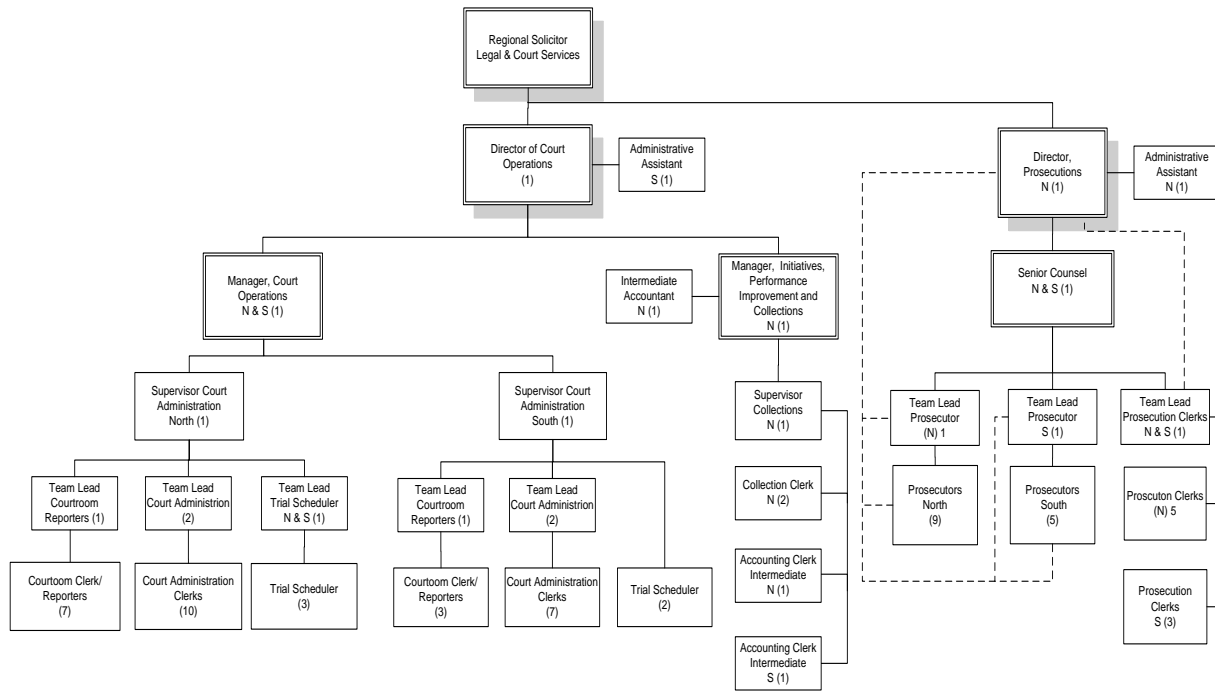 Regional Solicitor
Legal & Court Services
Director of Court
Operations
(1)
Administrative
Assistant
S (1)
Director,
Prosecutions
N (1)
Administrative
Assistant
N (1)
Manager, Court
Operations
N & S (1)
Intermediate
Accountant
N (1)
Manager, Initiatives,
Performance
Improvement and
Collections
N (1)
Senior Counsel
N & S (1)
Supervisor Court
Administration
North (1)
Supervisor Court
Administration
South (1)
Supervisor
Collections
N (1)
Team Lead
Prosecutor
(N) 1
Team Lead
Prosecutor
S (1)
Team Lead
Prosecution Clerks
N & S (1)
Team Lead
Courtroom
Reporters (1)
Team Lead
Court Administrion
(2)
Team Lead
Trial Scheduler
N & S (1)
Team Lead
Courtroom
Reporters (1)
Team Lead
Court Administrion
(2)
Collection Clerk
N (2)
Prosecutors
North
(9)
Prosecutors
South
(5)
Proscuton Clerks
(N) 5
Courtoom Clerk/
Reporters
(7)
Court Administration
Clerks
(10)
Trial Scheduler
(3)
Courtoom Clerk/
Reporters
(3)
Court Administration
Clerks
(7)
Trial Scheduler
(2)
Accounting Clerk
Intermediate
N (1)
Prosecution
Clerks
S (3)
Accounting Clerk
Intermediate
S (1)